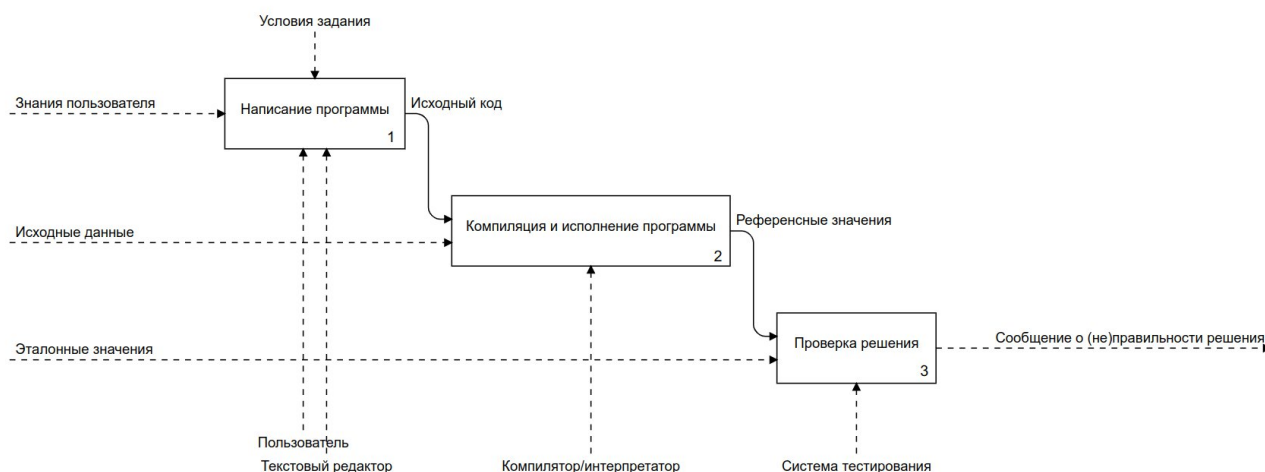 Условия задания
Знания пользователя
Написание программы
1
Исходный код
Исходные данные
Компиляция и исполнение программы
2
Референсные значения
Эталонные значения
Проверка решения
3
Сообщение о (не)правильности решения
Пользователь
Текстовый редактор
Компилятор/интерпретатор
Система тестирования